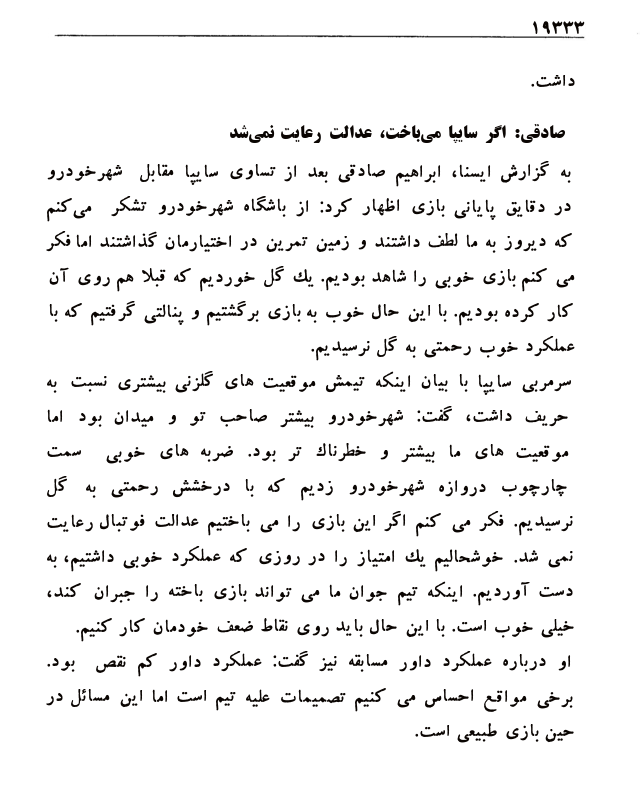 ۱۹۳۳۳
داشت.
صادقی: اگر سایپا می‌باخت، عدالت رعایت نمی‌شد
به گزارش ایسنا، ابراهیم صادقی بعد از تساوی سایپا مقابل شهرخودرو
در دقایق پایانی بازی اظهار کرد: از باشگاه شهرخودرو تشکر می‌کنم
که دیروز به ما لطف داشتند و زمین تمرین در اختیارمان گذاشتند اما فکر
می کنم بازی خوبی را شاهد بودیم. یك گل خوردیم که قبلا هم روی آن
کار کرده بودیم. با این حال خوب به بازی برگشتیم و پنالتی گرفتیم که با
عملکرد خوب رحمتی به گل نرسیدیم.
سرمربی سایپا با بیان اینکه تیمش موقعیت های گلزنی بیشتری نسبت به
حریف داشت، گفت: شهرخودرو بیشتر صاحب تو و میدان بود اما
موقعیت های ما بیشتر و خطرناك تر بود. ضربه های خوبی سمت
چارچوب دروازه شهرخودرو زدیم که با درخشش رحمتی به گل
نرسیدیم. فکر می کنم اگر این بازی را می باختیم عدالت فوتبال رعایت
نمی شد. خوشحالیم یك امتیاز را در روزی که عملکرد خوبی داشتیم، به
دست آوردیم. اینکه تیم جوان ما می تواند بازی باخته را جبران کند،
خیلی خوب است. با این حال باید روی نقاط ضعف خودمان کار کنیم.
او درباره عملکرد داور مسابقه نیز گفت: عملکرد داور کم نقص بود.
برخی مواقع احساس می کنیم تصمیمات علیه تیم است اما این مسائل در
حین بازی طبیعی است.